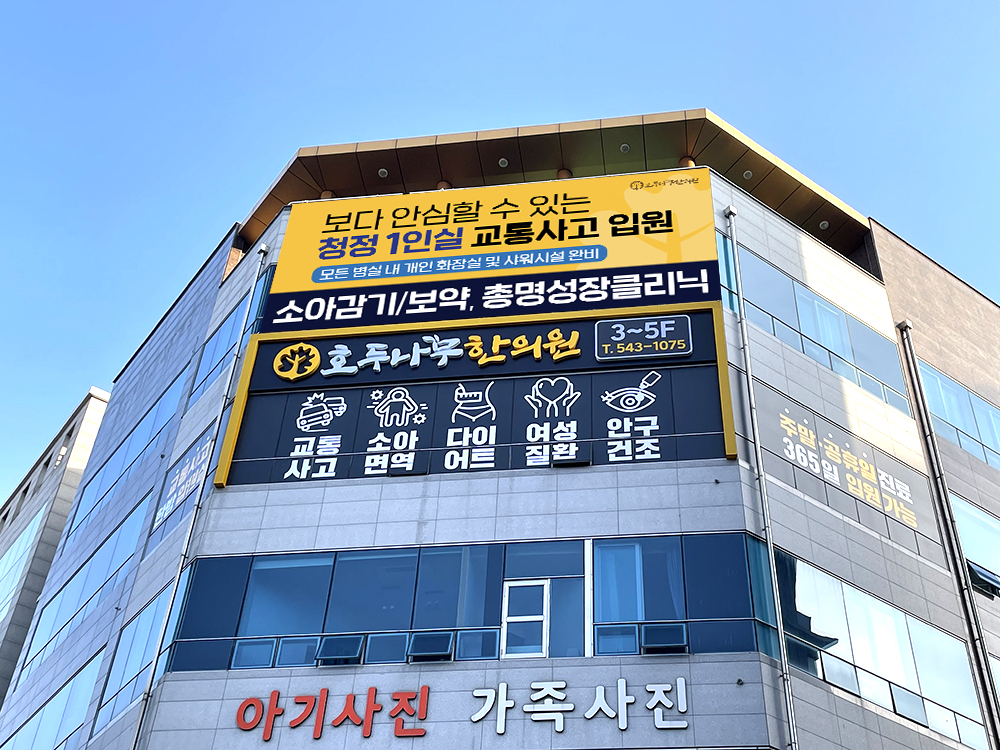 호두나무한의원
보다 안심할 수 있는
청정 1인실 교통사고 입원
모든 병실 내 개인 화장실 및 샤워시설 완비
소아감기/보약, 총명성장클리닉
호두나무한의원
3~5F
T. 543-1075
교통
사고
소아
면역
다이
어트
여성
질환
안구
건조
주말·공휴일 진료
365일 입원가능
교통사고
아기사진 가족사진